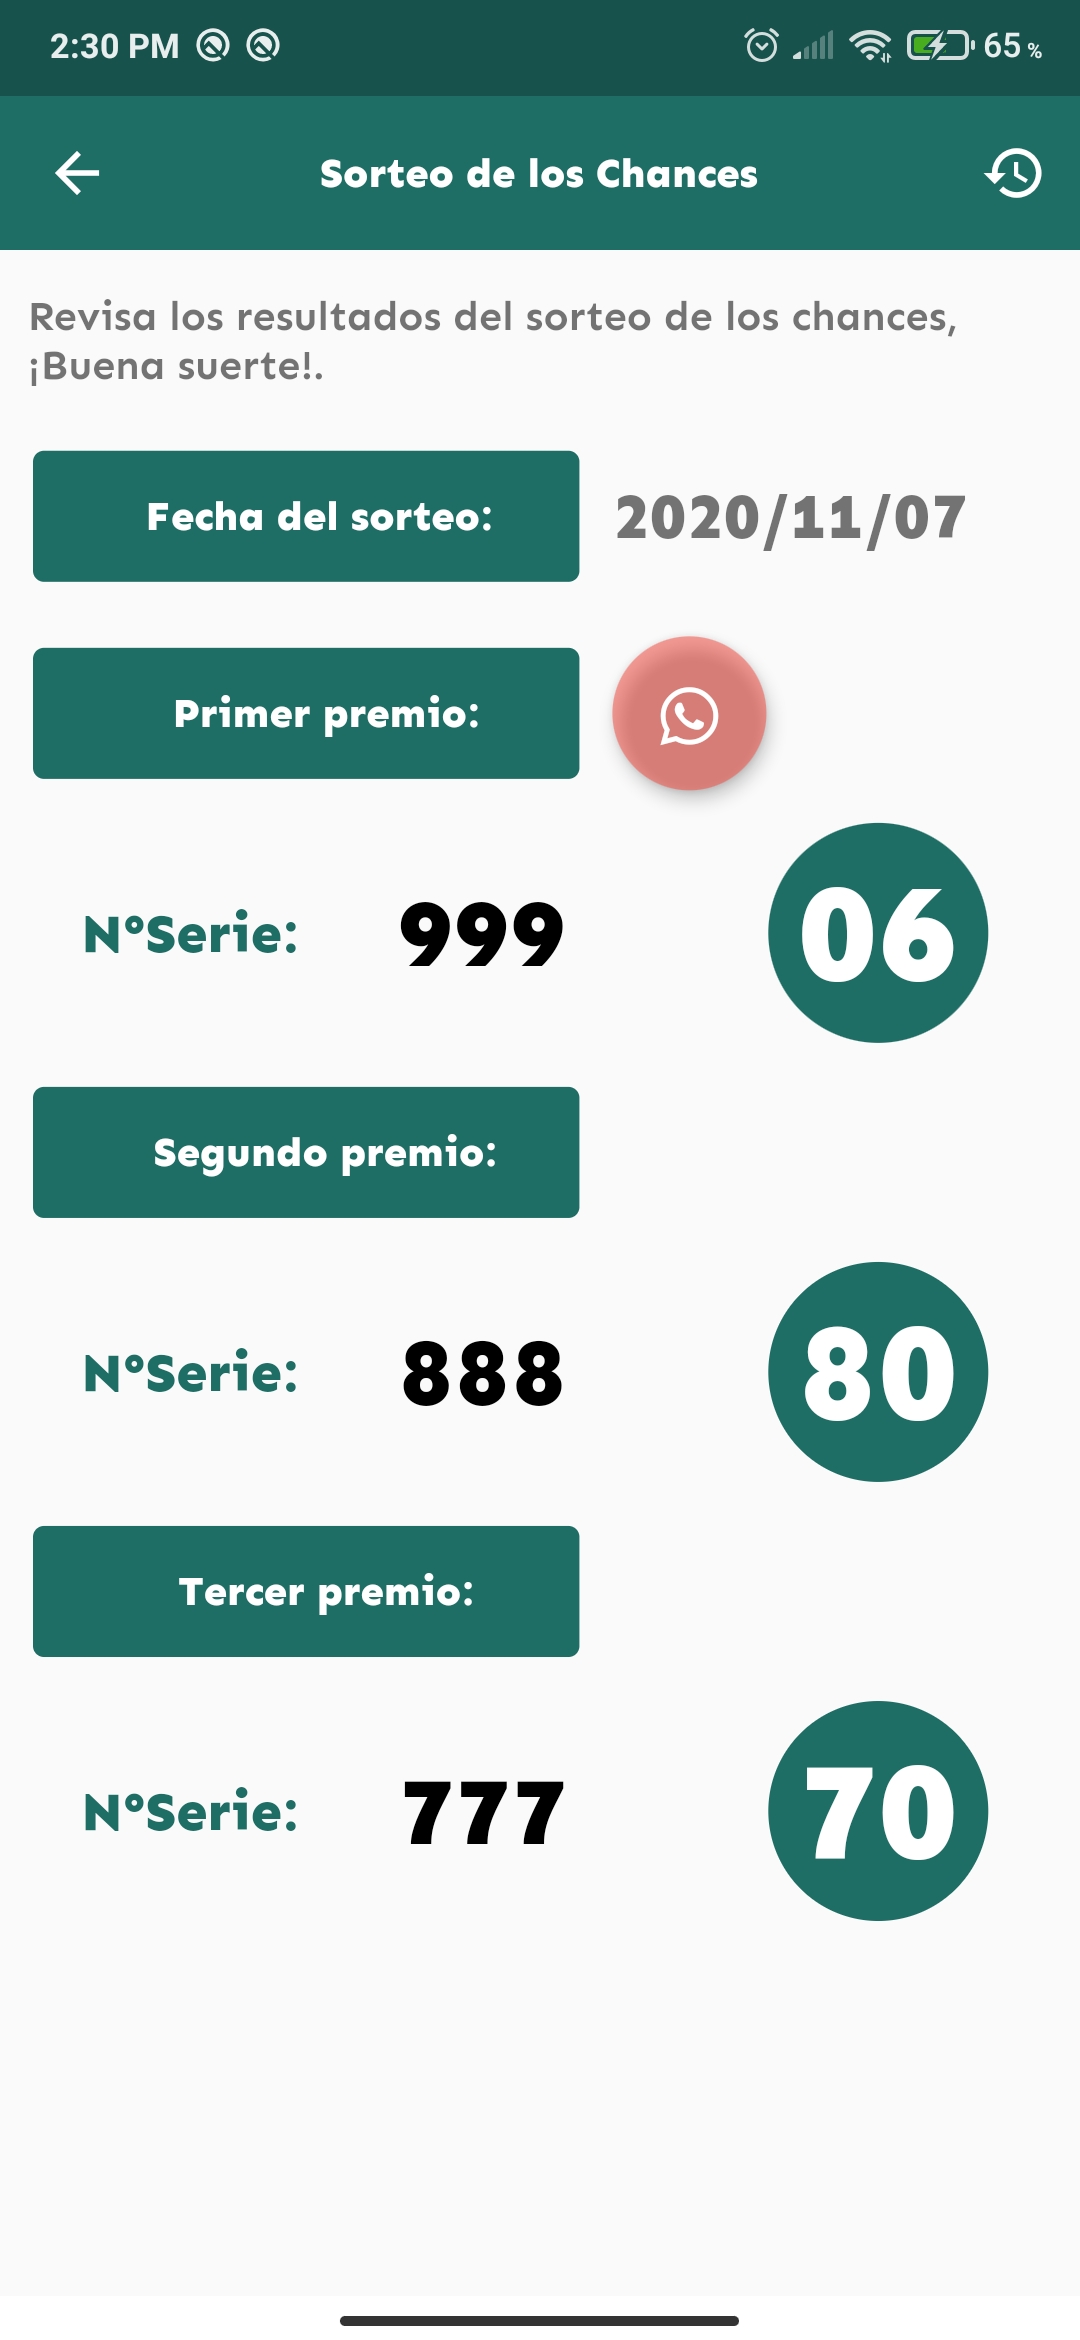 2:30 PM 65 %
Sorteo de los Chances
Revisa los resultados del sorteo de los chances,
¡Buena suerte!.
Fecha del sorteo: 2020/11/07
Primer premio:
N°Serie: 999 06
Segundo premio:
N°Serie: 888 80
Tercer premio:
N°Serie: 777 70